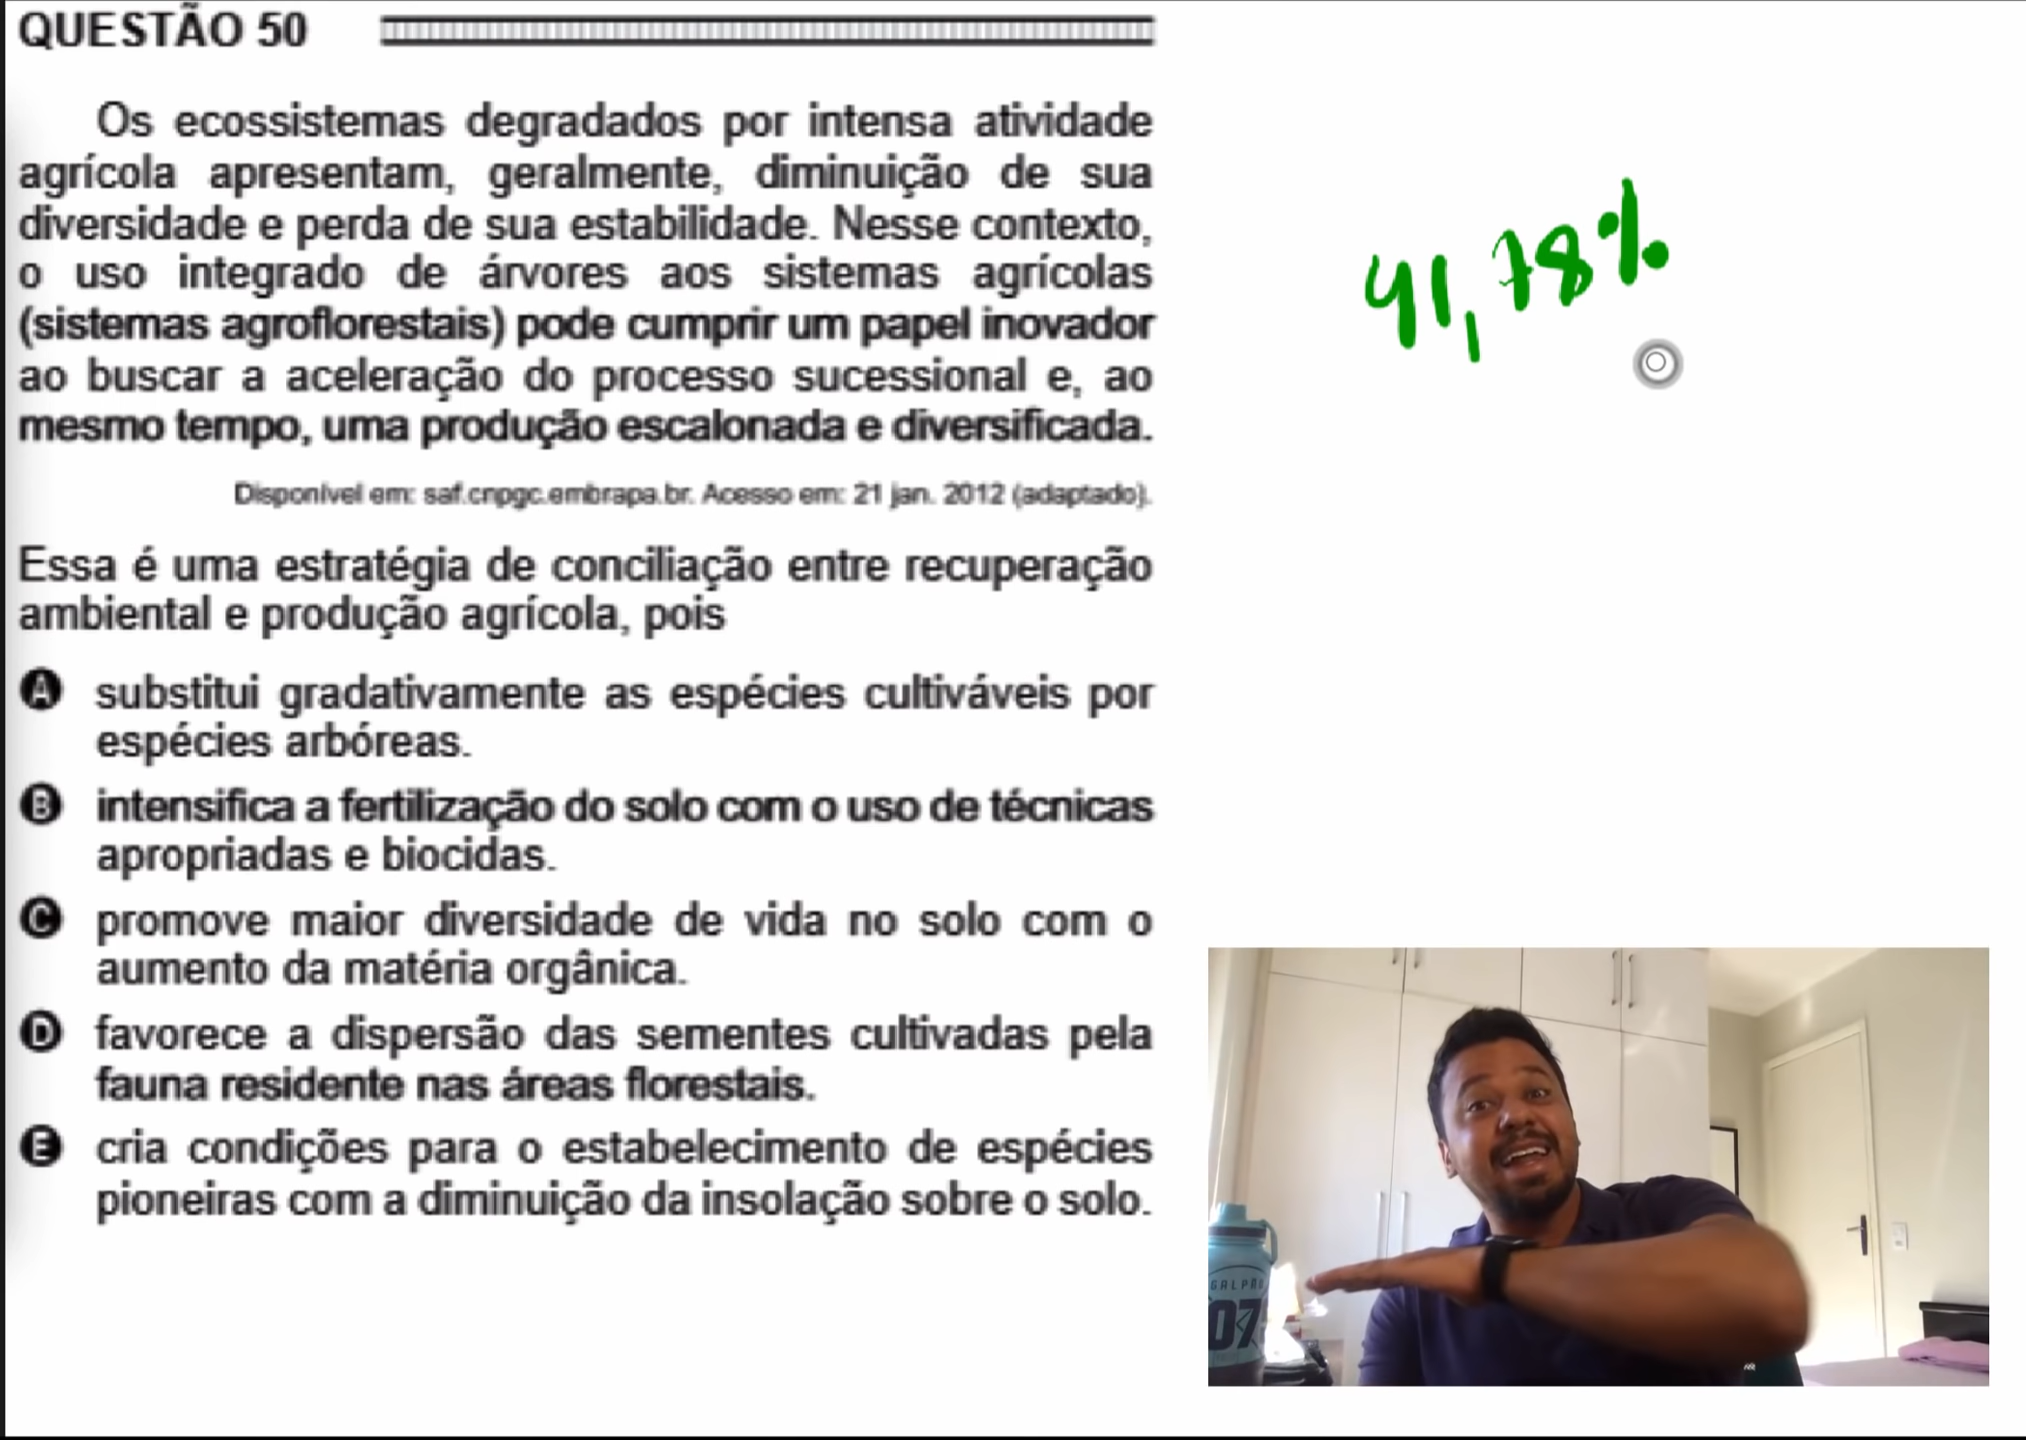 QUESTÃO 50
Os ecossistemas degradados por intensa atividade
agrícola apresentam, geralmente, diminuição de sua
diversidade e perda de sua estabilidade. Nesse contexto,
o uso integrado de árvores aos sistemas agrícolas
(sistemas agroflorestais) pode cumprir um papel inovador
ao buscar a aceleração do processo sucessional e, ao
mesmo tempo, uma produção escalonada e diversificada.
Disponível em: saf.cnpgc.embrapa.br. Acesso em: 21 jan. 2012 (adaptado).
Essa é uma estratégia de conciliação entre recuperação
ambiental e produção agrícola, pois
A substitui gradativamente as espécies cultiváveis por
espécies arbóreas.
B intensifica a fertilização do solo com o uso de técnicas
apropriadas e biocidas.
C promove maior diversidade de vida no solo com o
aumento da matéria orgânica.
D favorece a dispersão das sementes cultivadas pela
fauna residente nas áreas florestais.
E cria condições para o estabelecimento de espécies
pioneiras com a diminuição da insolação sobre o solo.
41,78%
GALPÃO
07